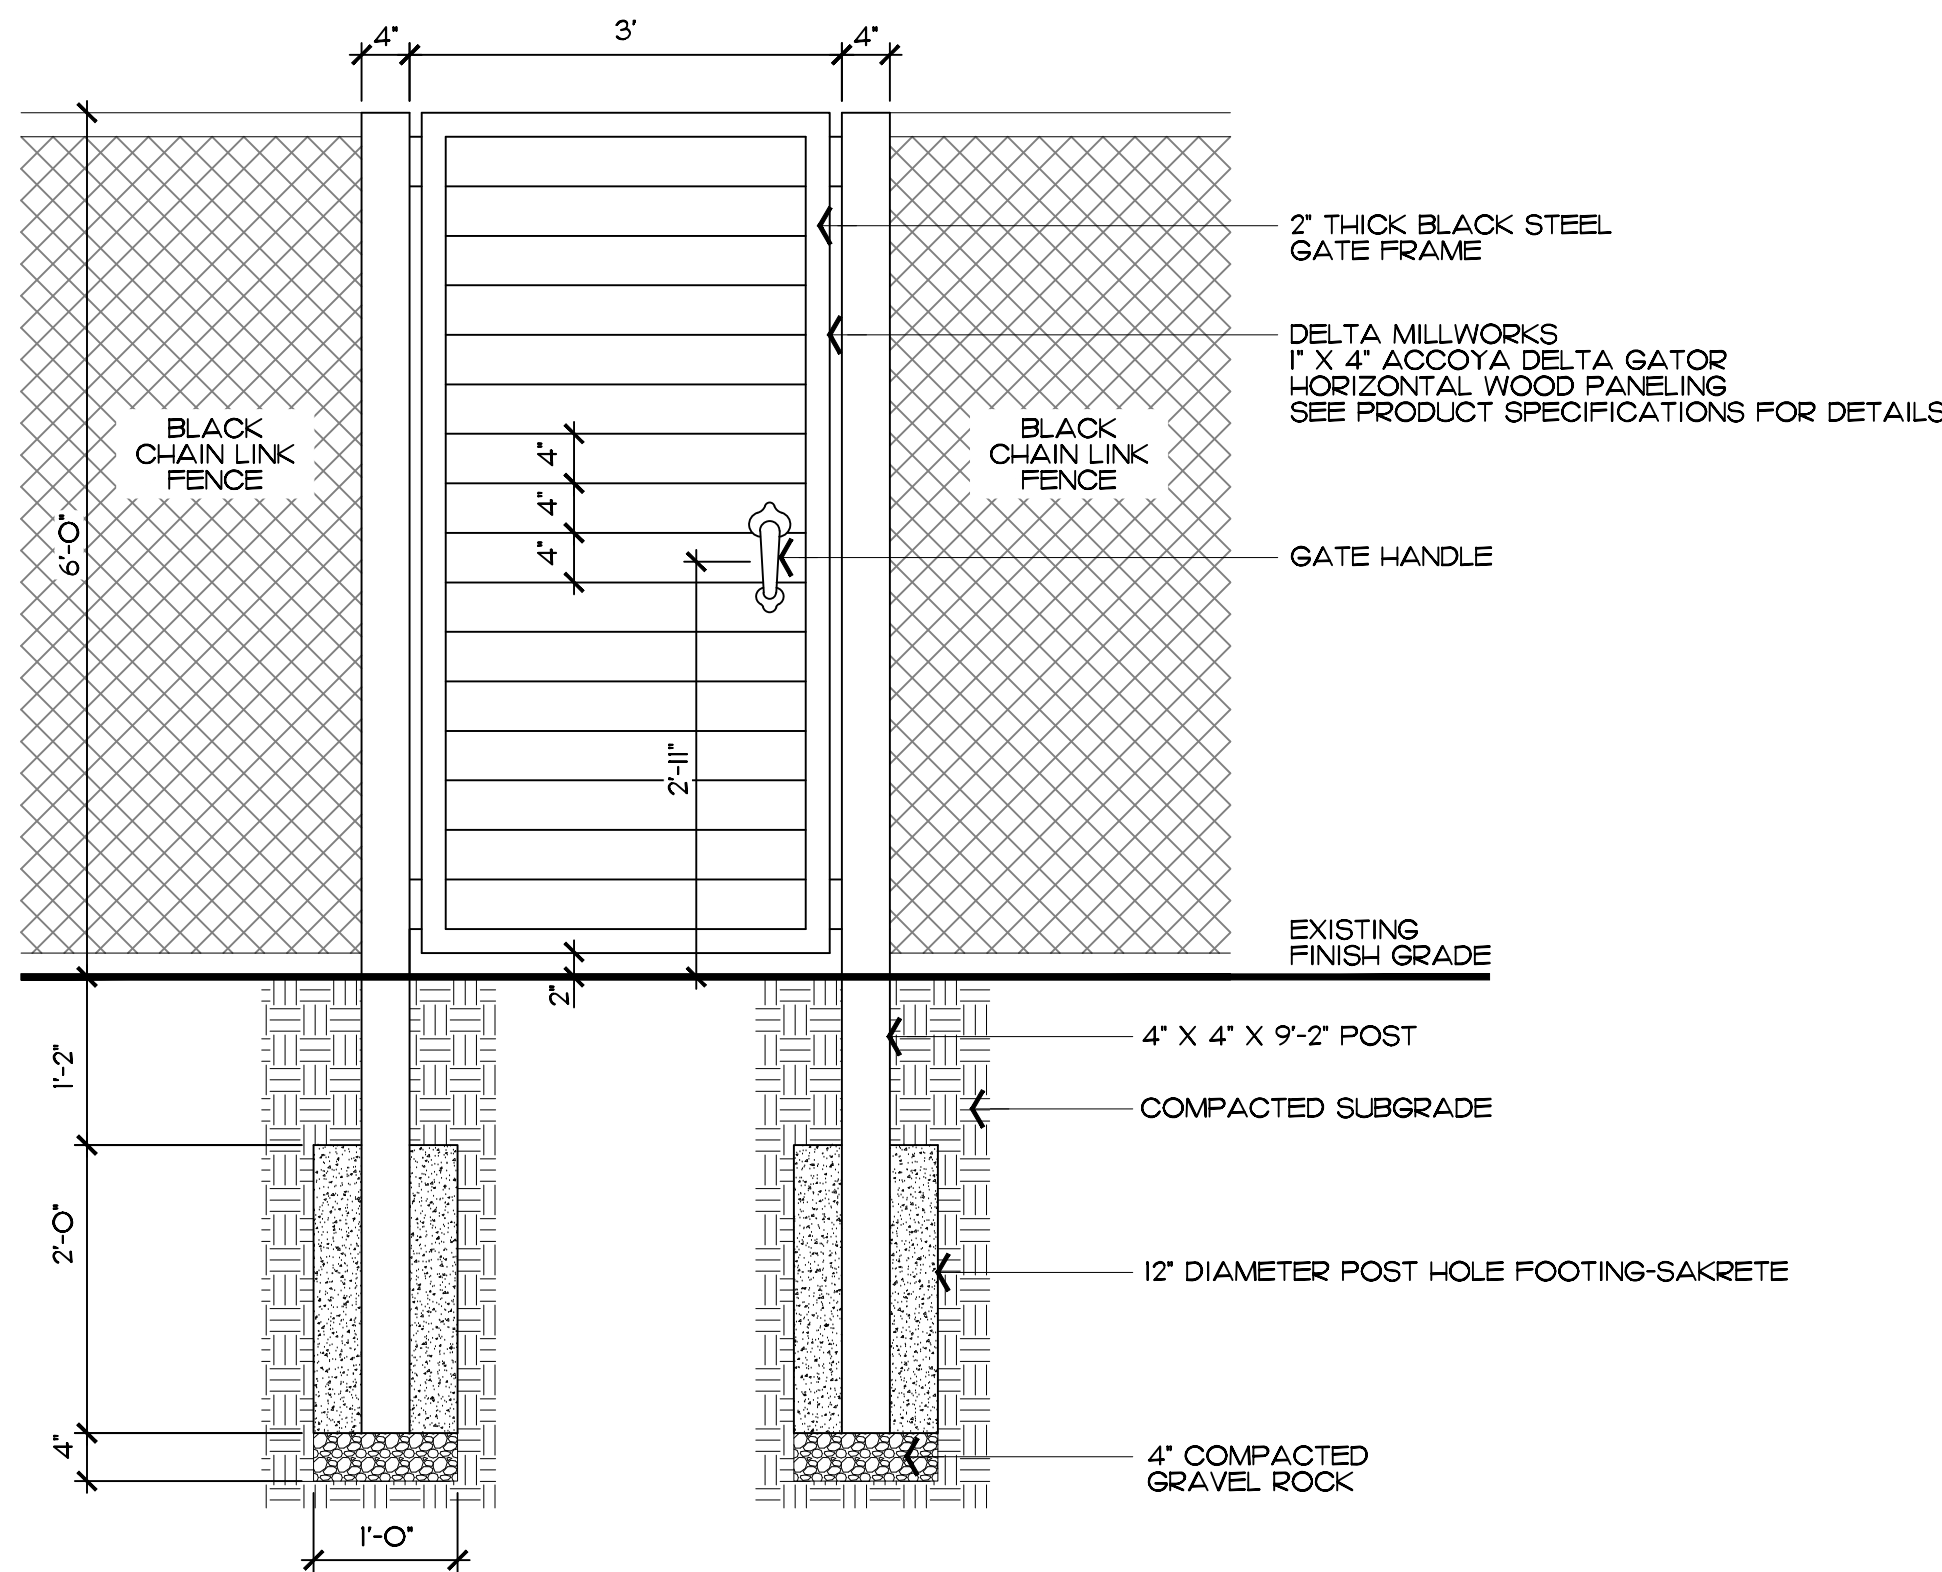 4"
3'
4"
2" THICK BLACK STEEL
GATE FRAME
DELTA MILLWORKS
1" X 4" ACCOYA DELTA GATOR
HORIZONTAL WOOD PANELING
SEE PRODUCT SPECIFICATIONS FOR DETAILS
BLACK
CHAIN LINK
FENCE
4"
4"
4"
BLACK
CHAIN LINK
FENCE
6'-0"
GATE HANDLE
2'-11"
EXISTING
FINISH GRADE
2"
4" X 4" X 9'-2" POST
1'-2"
COMPACTED SUBGRADE
2'-0"
12" DIAMETER POST HOLE FOOTING-SAKRETE
4"
4" COMPACTED
GRAVEL ROCK
1'-0"